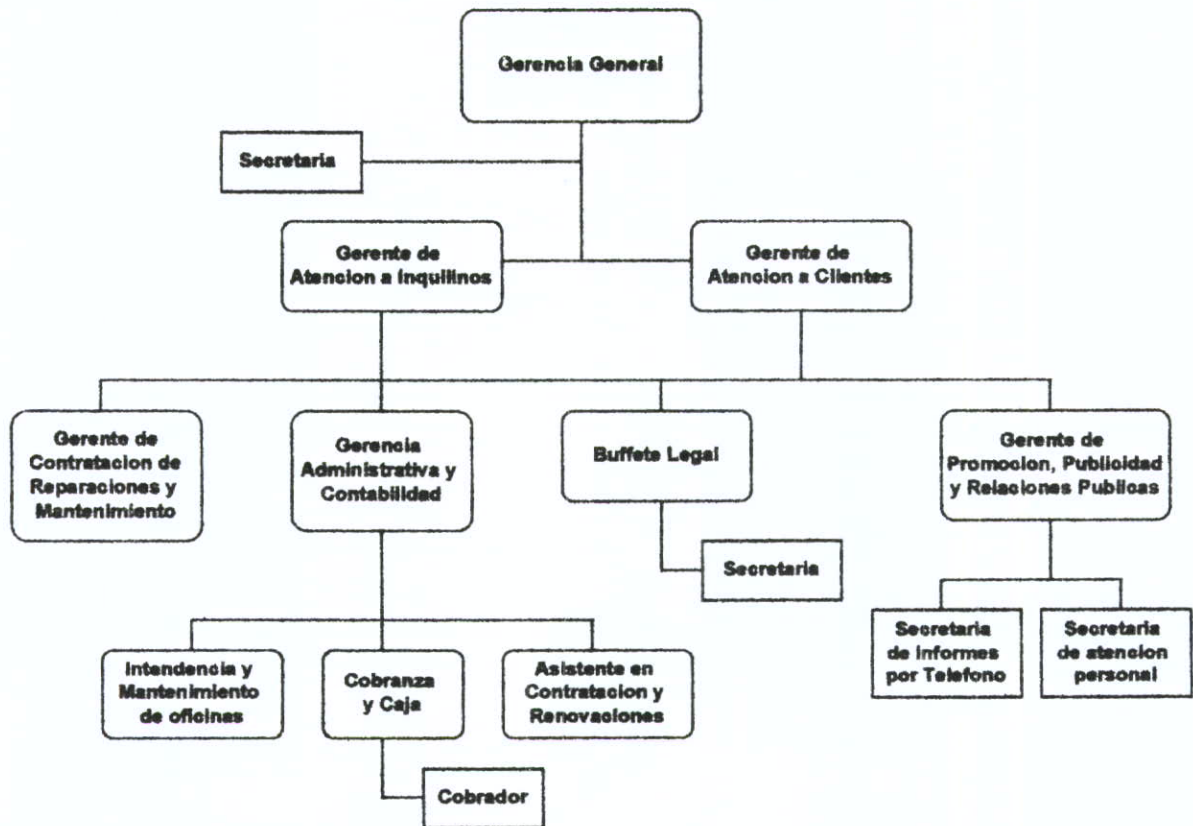 Gerencia General
Secretaria
Gerente de
Atencion a Inquilinos
Gerente de
Atencion a Clientes
Gerente de
Contratacion de
Reparaciones y
Mantenimiento
Gerencia
Administrativa y
Contabilidad
Buffete Legal
Gerente de
Promocion, Publicidad
y Relaciones Publicas
Secretaria
Secretaria
de informes
por Telefono
Secretaria
de atencion
personal
Intendencia y
Mantenimiento
de oficinas
Cobranza
y Caja
Asistente en
Contratacion y
Renovaciones
Cobrador